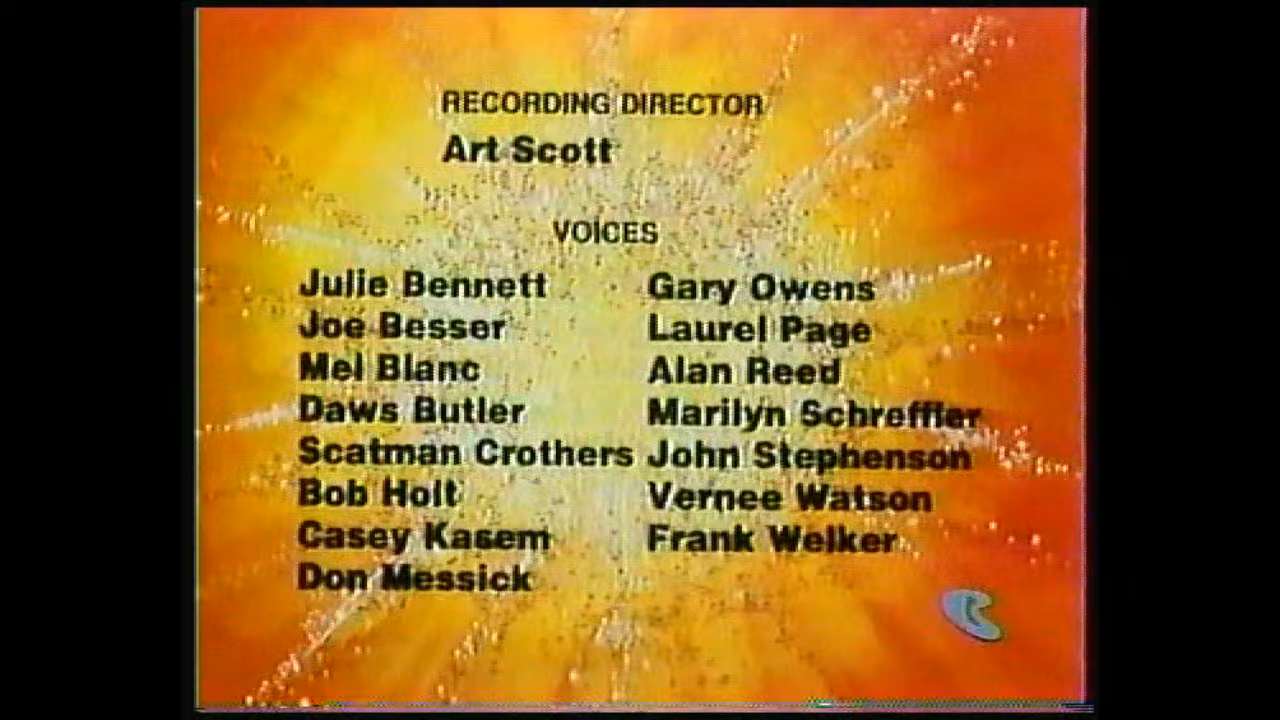 RECORDING DIRECTOR
Art Scott
VOICES
Julie Bennett
Joe Besser
Mel Blanc
Daws Butler
Scatman Crothers
Bob Holt
Casey Kasem
Don Messick
Gary Owens
Laurel Page
Alan Reed
Marilyn Schreffler
John Stephenson
Vernee Watson
Frank Welker